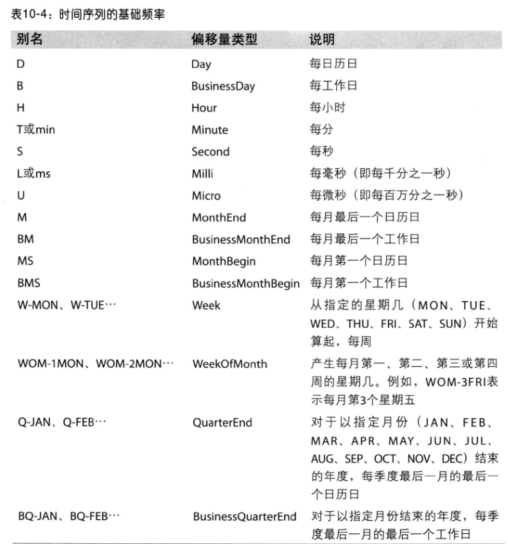 表10-4：时间序列的基础频率
别名 偏移量类型 说明
D Day 每日历日
B BusinessDay 每工作日
H Hour 每小时
T或min Minute 每分
S Second 每秒
L或ms Milli 每毫秒（即每千分之一秒）
U Micro 每微秒（即每百万分之一秒）
M MonthEnd 每月最后一个日历日
BM BusinessMonthEnd 每月最后一个工作日
MS MonthBegin 每月第一个日历日
BMS BusinessMonthBegin 每月第一个工作日
W-MON、W-TUE… Week 从指定的星期几（MON、TUE、
WED、THU、FRI、SAT、SUN）开始
算起，每周
WOM-1MON、WOM-2MON… WeekOfMonth 产生每月第一、第二、第三或第四
周的星期几。例如，WOM-3FRI表
示每月第3个星期五
Q-JAN、Q-FEB… QuarterEnd 对于以指定月份（JAN、FEB、
MAR、APR、MAY、JUN、JUL、
AUG、SEP、OCT、NOV、DEC）结束
的年度，每季度最后一月的最后一
个日历日
BQ-JAN、BQ-FEB… BusinessQuarterEnd 对于以指定月份结束的年度，每季
度最后一月的最后一个工作日